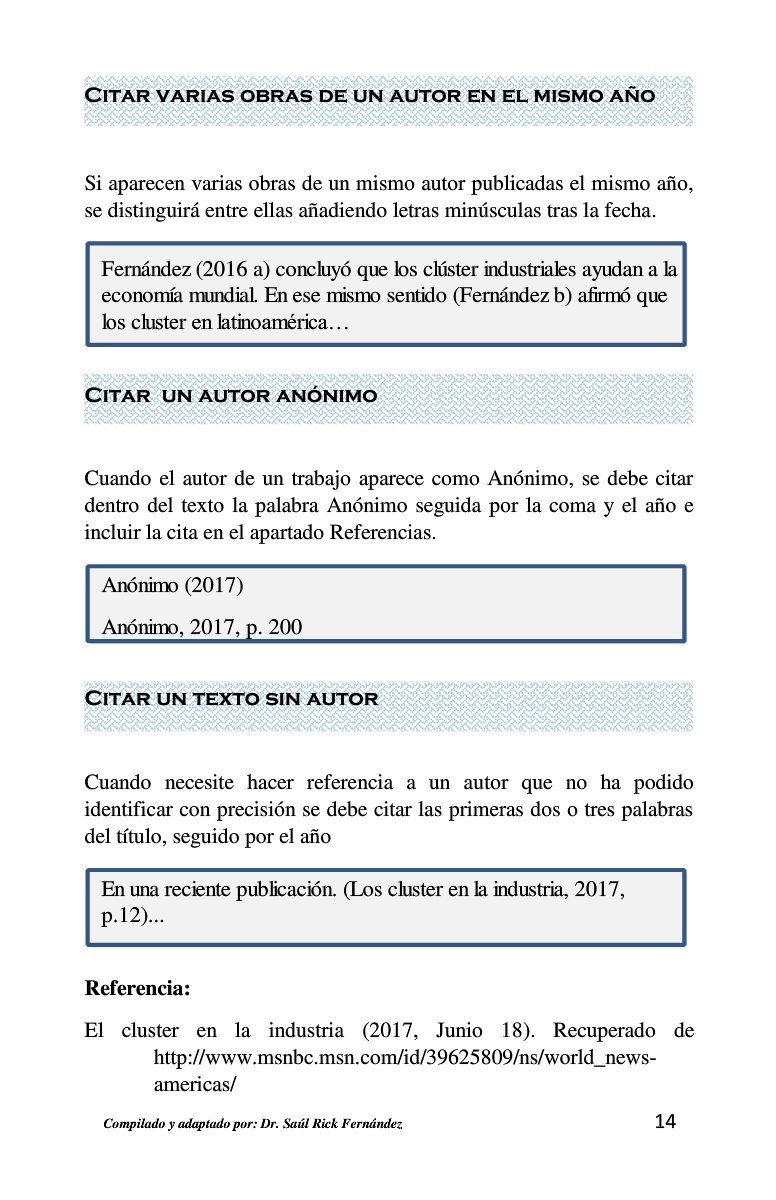 CITAR VARIAS OBRAS DE UN AUTOR EN EL MISMO AÑO
Si aparecen varias obras de un mismo autor publicadas el mismo año,
se distinguirá entre ellas añadiendo letras minúsculas tras la fecha.
Fernández (2016 a) concluyó que los clúster industriales ayudan a la
economía mundial. En ese mismo sentido (Fernández b) afirmó que
los cluster en latinoamérica…
CITAR UN AUTOR ANÓNIMO
Cuando el autor de un trabajo aparece como Anónimo, se debe citar
dentro del texto la palabra Anónimo seguida por la coma y el año e
incluir la cita en el apartado Referencias.
Anónimo (2017)
Anónimo, 2017, p. 200
CITAR UN TEXTO SIN AUTOR
Cuando necesite hacer referencia a un autor que no ha podido
identificar con precisión se debe citar las primeras dos o tres palabras
del título, seguido por el año
En una reciente publicación. (Los cluster en la industria, 2017,
p.12)...
Referencia:
El cluster en la industria (2017, Junio 18). Recuperado de
http://www.msnbc.msn.com/id/39625809/ns/world_news-
americas/
Compilado y adaptado por: Dr. Saúl Rick Fernández 14